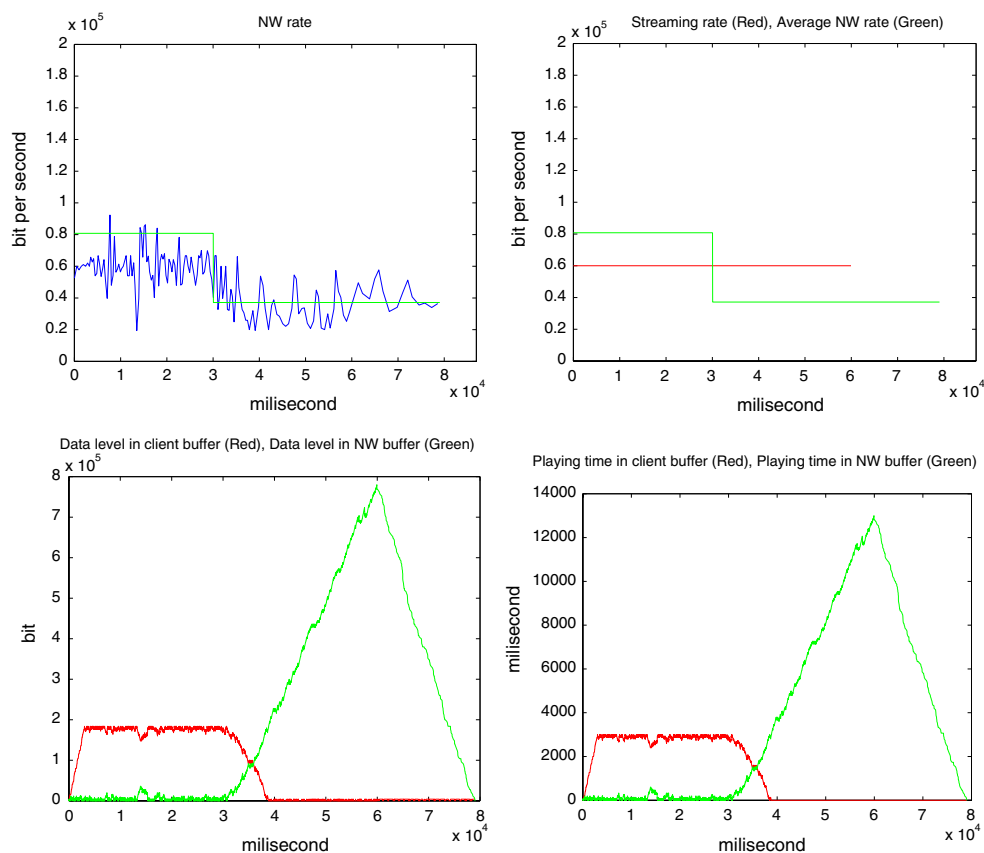 NW rate
x 10^5
2
1.8
1.6
1.4
1.2
1
0.8
0.6
0.4
0.2
0
bit per second
0 1 2 3 4 5 6 7 8
x 10^4
milisecond
Streaming rate (Red), Average NW rate (Green)
x 10^5
2
1.8
1.6
1.4
1.2
1
0.8
0.6
0.4
0.2
0
bit per second
0 1 2 3 4 5 6 7 8
x 10^4
milisecond
Data level in client buffer (Red), Data level in NW buffer (Green)
x 10^5
8
7
6
5
4
3
2
1
0
bit
0 1 2 3 4 5 6 7 8
x 10^4
milisecond
Playing time in client buffer (Red), Playing time in NW buffer (Green)
14000
12000
10000
8000
6000
4000
2000
0
milisecond
0 1 2 3 4 5 6 7 8
x 10^4
milisecond